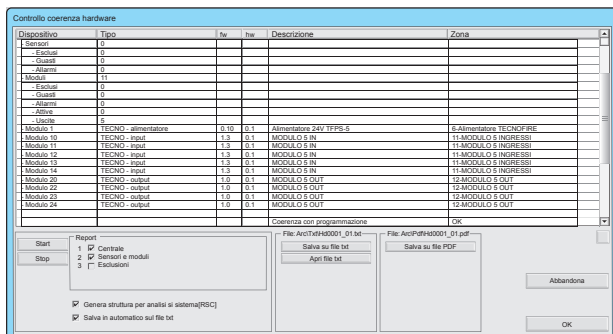 Controllo coerenza hardware
Dispositivo Tipo fw hw Descrizione Zona
- Sensori 0
- Esclusi 0
- Guasti 0
- Allarmi 0
- Moduli 11
- Esclusi 0
- Guasti 0
- Allarmi 0
- Attive 0
- Uscite 5
- Modulo 1 TECNO - alimentatore 0.10 0.1 Alimentatore 24V TFPS-5 6-Alimentatore TECNOFIRE
- Modulo 10 TECNO - input 1.3 0.1 MODULO 5 IN 11-MODULO 5 INGRESSI
- Modulo 11 TECNO - input 1.3 0.1 MODULO 5 IN 11-MODULO 5 INGRESSI
- Modulo 12 TECNO - input 1.3 0.1 MODULO 5 IN 11-MODULO 5 INGRESSI
- Modulo 13 TECNO - input 1.3 0.1 MODULO 5 IN 11-MODULO 5 INGRESSI
- Modulo 14 TECNO - input 1.3 0.1 MODULO 5 IN 11-MODULO 5 INGRESSI
- Modulo 20 TECNO - output 1.0 0.1 MODULO 5 OUT 12-MODULO 5 OUT
- Modulo 22 TECNO - output 1.0 0.1 MODULO 5 OUT 12-MODULO 5 OUT
- Modulo 23 TECNO - output 1.0 0.1 MODULO 5 OUT 12-MODULO 5 OUT
- Modulo 24 TECNO - output 1.0 0.1 MODULO 5 OUT 12-MODULO 5 OUT
Coerenza con programmazione OK
Start
Stop
Report
1 Centrale
2 Sensori e moduli
3 Esclusioni
Genera struttura per analisi si sistema[RSC]
Salva in automatico sul file txt
File: Arc\Txt\Hd0001_01.txt
Salva su file txt
Apri file txt
File: Arc\Pdf\Hd0001_01.pdf
Salva su file PDF
Abbandona
OK